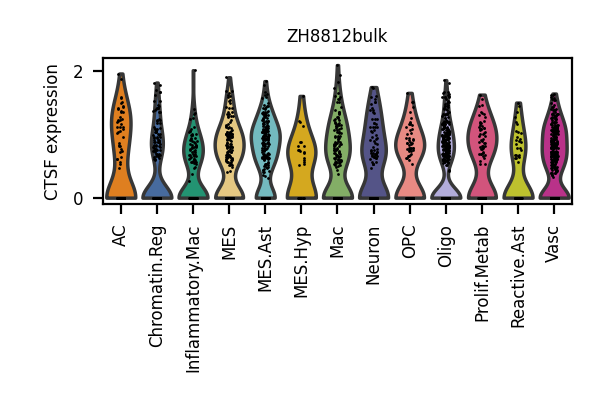 ZH8812bulk
CTSF expression
2
0
AC
Chromatin.Reg
Inflammatory.Mac
MES
MES.Ast
MES.Hyp
Mac
Neuron
OPC
Oligo
Prolif.Metab
Reactive.Ast
Vasc